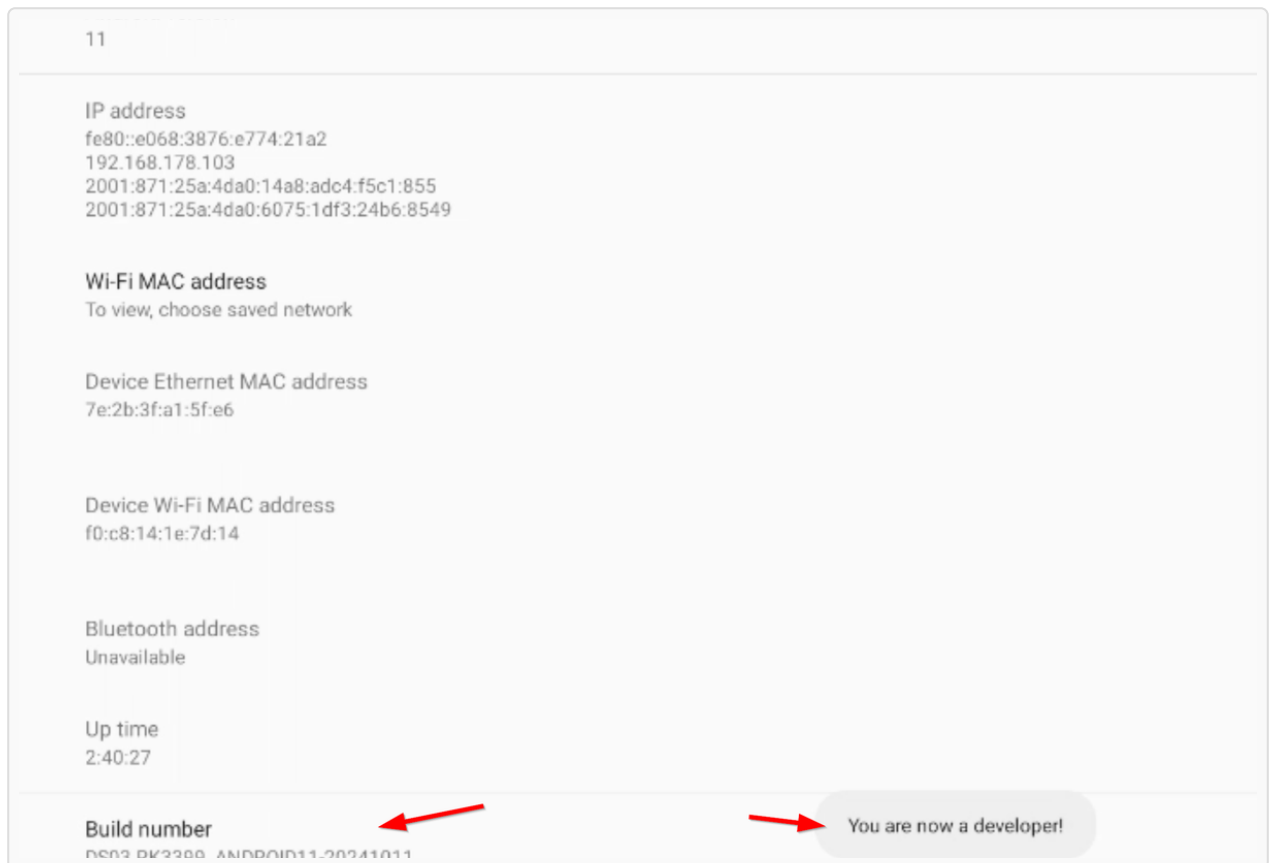 11
IP address
fe80::e068:3876:e774:21a2
192.168.178.103
2001:871:25a:4da0:14a8:adc4:f5c1:855
2001:871:25a:4da0:6075:1df3:24b6:8549
Wi-Fi MAC address
To view, choose saved network
Device Ethernet MAC address
7e:2b:3f:a1:5f:e6
Device Wi-Fi MAC address
f0:c8:14:1e:7d:14
Bluetooth address
Unavailable
Up time
2:40:27
Build number
You are now a developer!
DS03 RK3399_ANDROID11-20241011